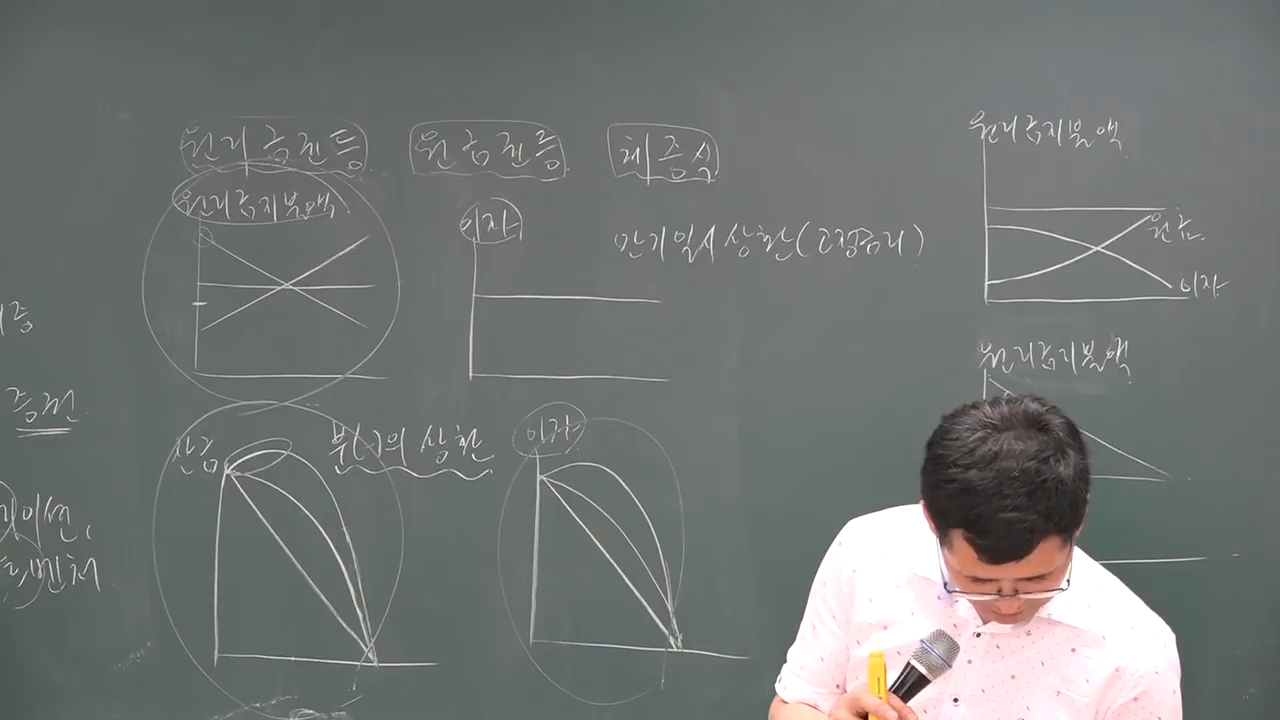 원리금균등 원금균등 체증식
원리금지불액
이자
만기일시상환(고정금리)
잔금
분(-)의 상환
이자
원리금지불액
원금
이자
원리금지불액